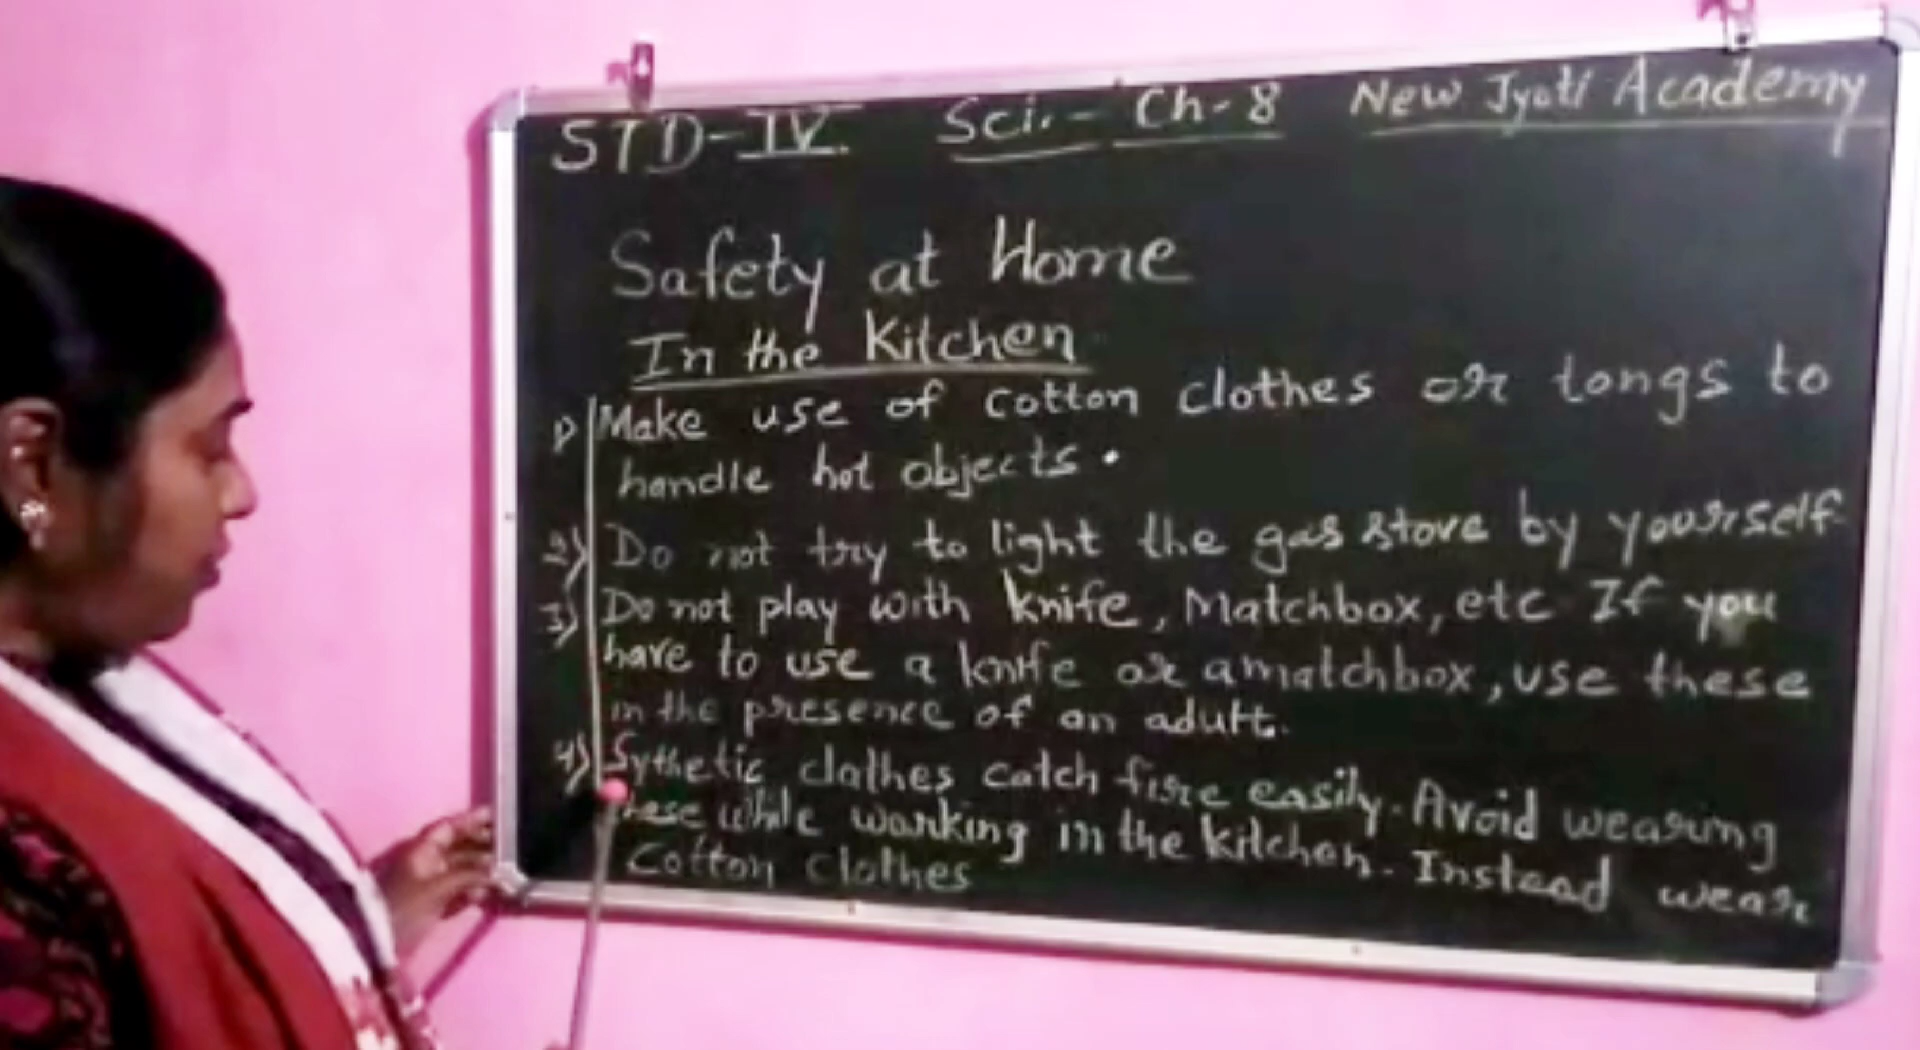 STD-IV. Sci.- Ch-8 New Jyoti Academy
Safety at Home
In the Kitchen
1) Make use of cotton clothes or tongs to
handle hot objects.
2) Do not try to light the gas stove by yourself.
3) Do not play with knife, Matchbox, etc If you
have to use a knife or a matchbox, use these
in the presence of an adult.
4) Sythetic clothes catch fire easily. Avoid wearing
these while working in the kitchen. Instead wear
Cotton clothes